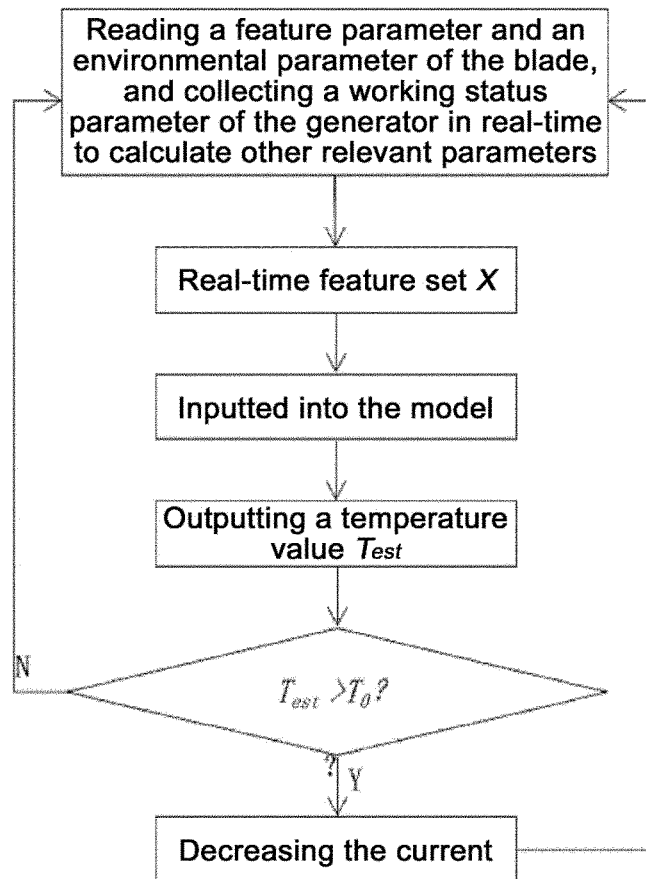 Reading a feature parameter and an
environmental parameter of the blade,
and collecting a working status
parameter of the generator in real-time
to calculate other relevant parameters
Real-time feature set X
Inputted into the model
Outputting a temperature
value Test
N
Test >T0?
?
Y
Decreasing the current